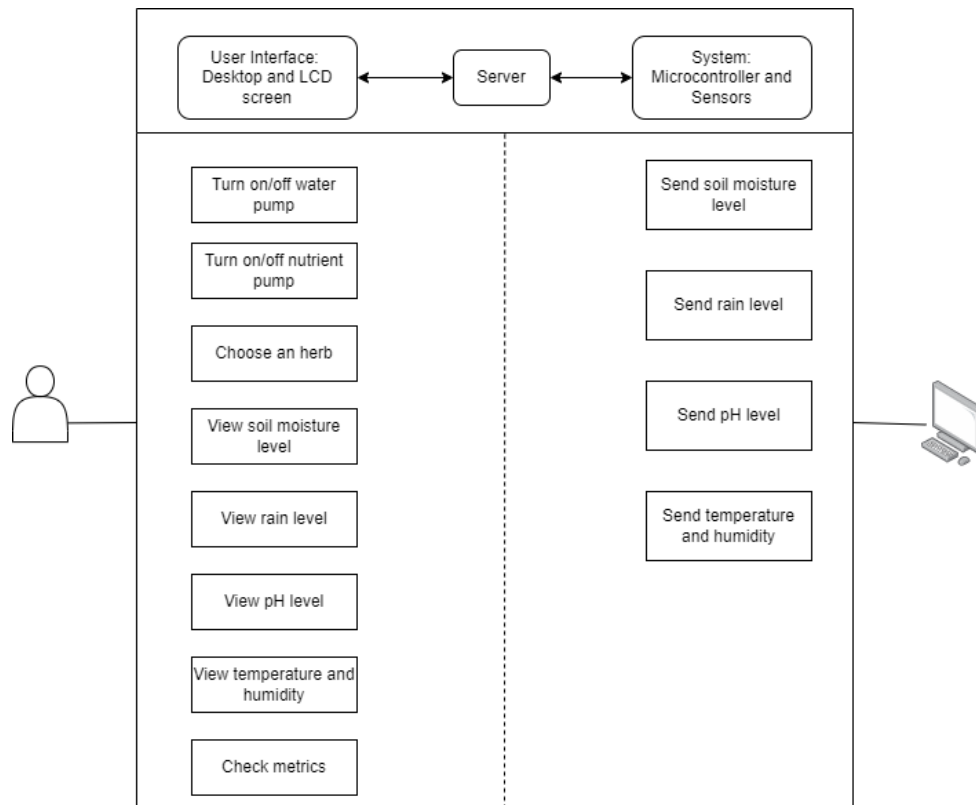 User Interface:
Desktop and LCD
screen
Server
System:
Microcontroller and
Sensors
Turn on/off water
pump
Turn on/off nutrient
pump
Choose an herb
View soil moisture
level
View rain level
View pH level
View temperature and
humidity
Check metrics
Send soil moisture
level
Send rain level
Send pH level
Send temperature
and humidity